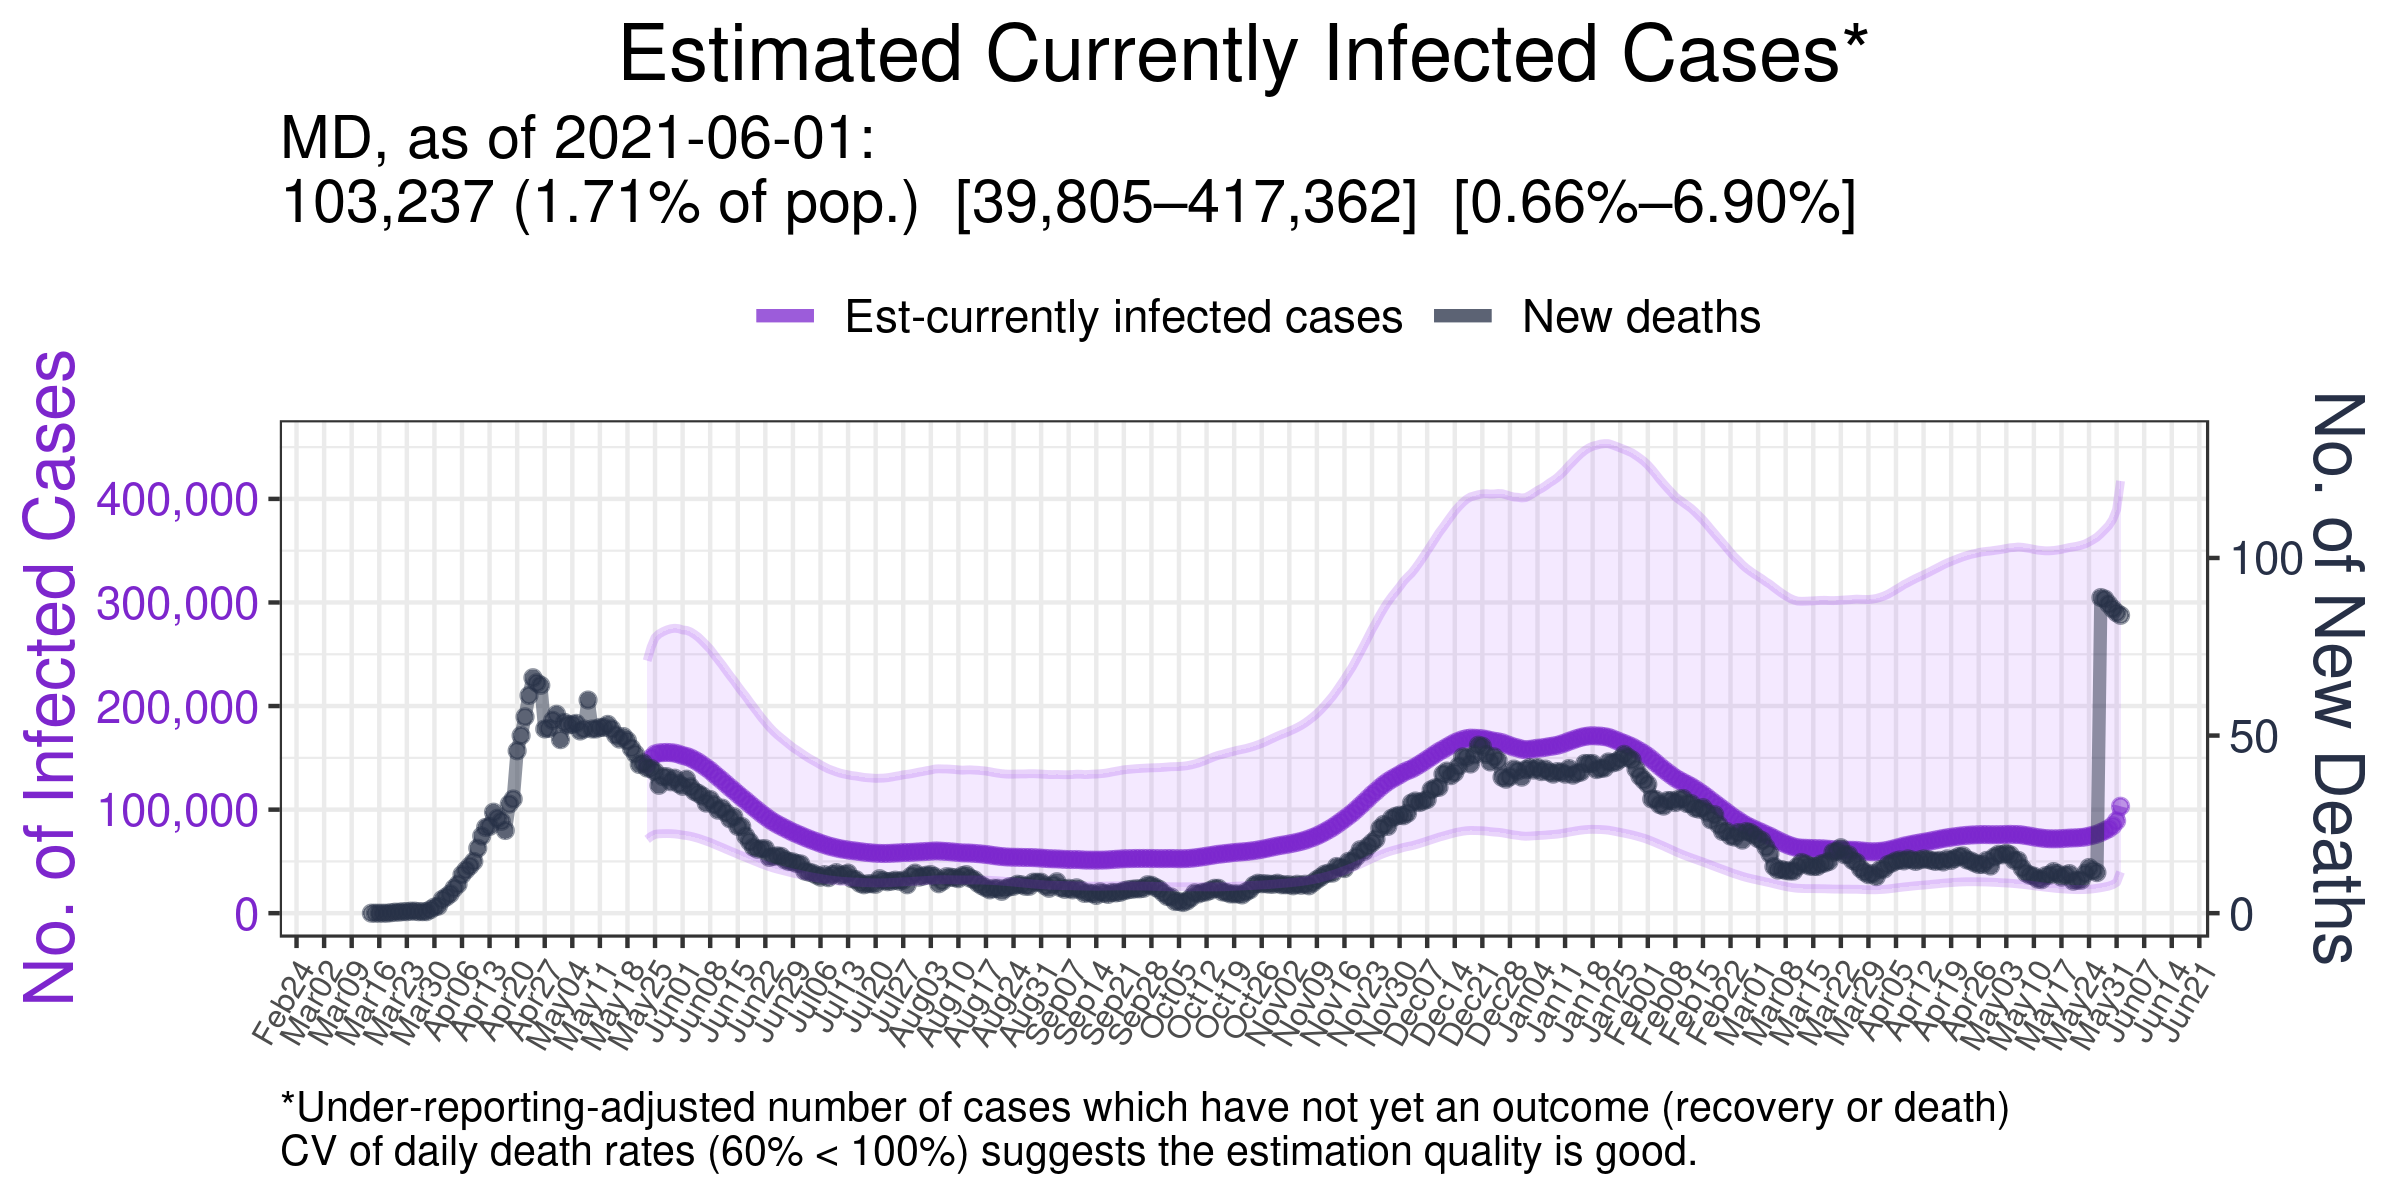 Estimated Currently Infected Cases*
MD, as of 2021-06-01:
103,237 (1.71% of pop.) [39,805–417,362] [0.66%–6.90%]
Est-currently infected cases
New deaths
No. of Infected Cases
400,000
300,000
200,000
100,000
0
100
50
0
No. of New Deaths
Feb24
Mar02
Mar09
Mar16
Mar23
Mar30
Apr06
Apr13
Apr20
Apr27
May04
May11
May18
May25
Jun01
Jun08
Jun15
Jun22
Jun29
Jul06
Jul13
Jul20
Jul27
Aug03
Aug10
Aug17
Aug24
Aug31
Sep07
Sep14
Sep21
Sep28
Oct05
Oct12
Oct19
Oct26
Nov02
Nov09
Nov16
Nov23
Nov30
Dec07
Dec14
Dec21
Dec28
Jan04
Jan11
Jan18
Jan25
Feb01
Feb08
Feb15
Feb22
Mar01
Mar08
Mar15
Mar22
Mar29
Apr05
Apr12
Apr19
Apr26
May03
May10
May17
May24
May31
Jun07
Jun14
Jun21
*Under-reporting-adjusted number of cases which have not yet an outcome (recovery or death)
CV of daily death rates (60% < 100%) suggests the estimation quality is good.